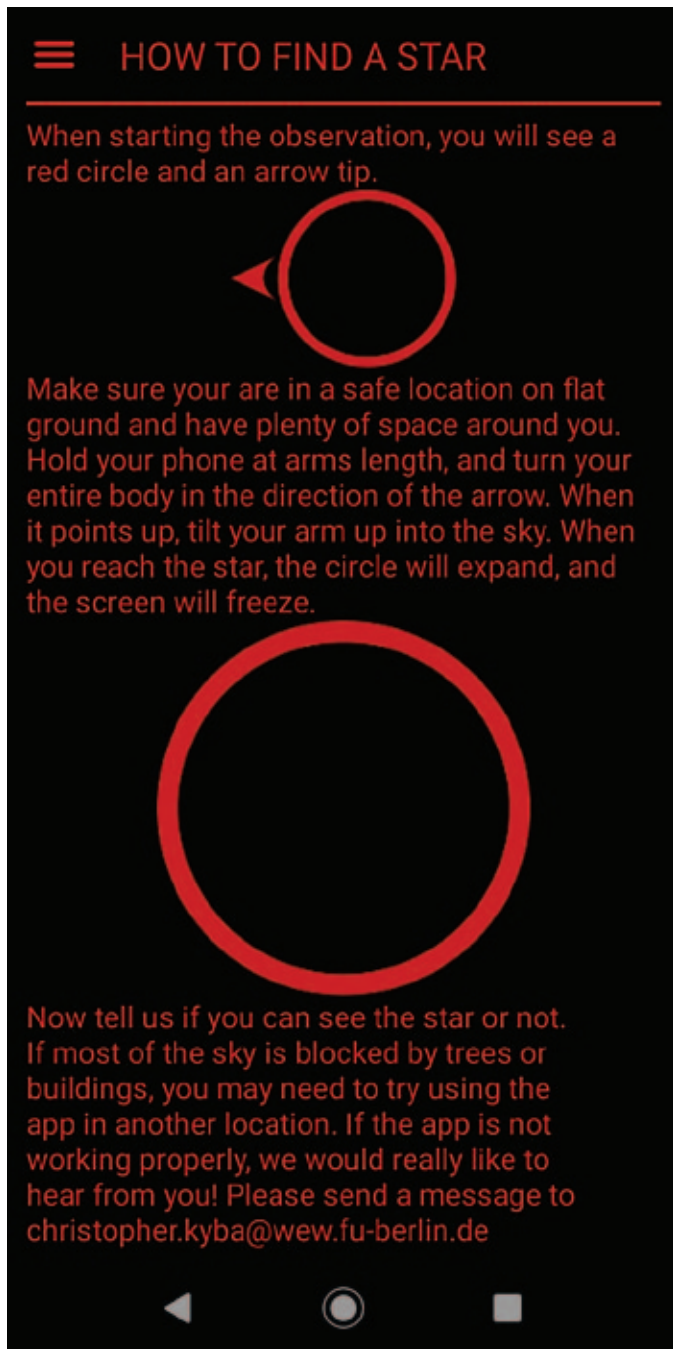 HOW TO FIND A STAR
When starting the observation, you will see a
red circle and an arrow tip.
Make sure your are in a safe location on flat
ground and have plenty of space around you.
Hold your phone at arms length, and turn your
entire body in the direction of the arrow. When
it points up, tilt your arm up into the sky. When
you reach the star, the circle will expand, and
the screen will freeze.
Now tell us if you can see the star or not.
If most of the sky is blocked by trees or
buildings, you may need to try using the
app in another location. If the app is not
working properly, we would really like to
hear from you! Please send a message to
christopher.kyba@wew.fu-berlin.de